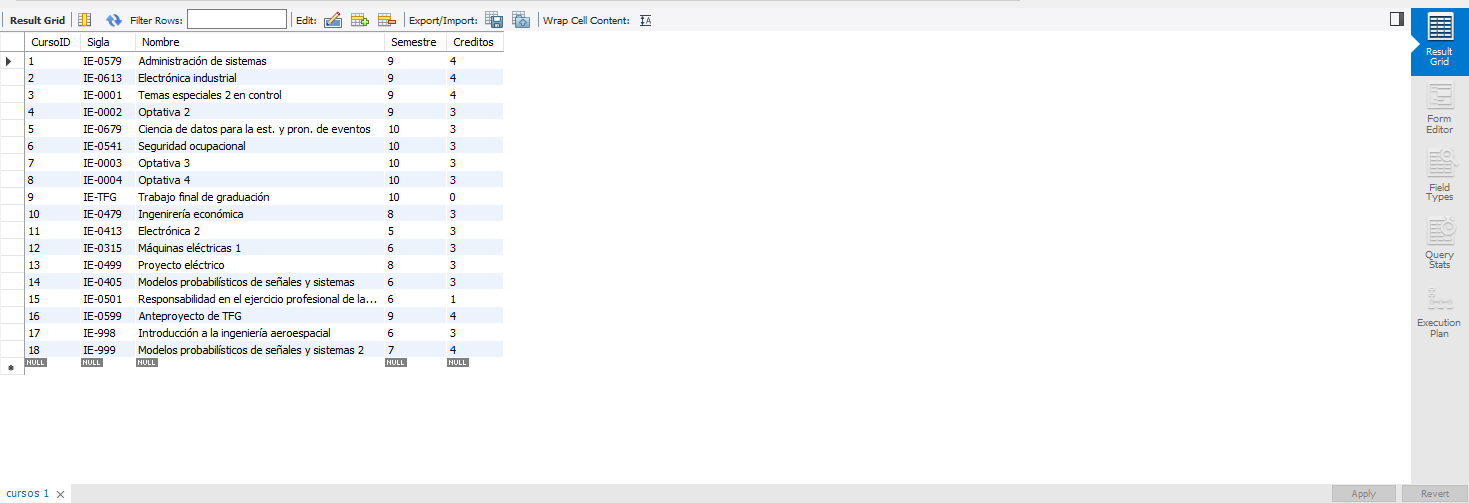 Result Grid Filter Rows: Edit: Export/Import: Wrap Cell Content:
CursoID Sigla Nombre Semestre Creditos
1 IE-0579 Administración de sistemas 9 4
2 IE-0613 Electrónica industrial 9 4
3 IE-0001 Temas especiales 2 en control 9 4
4 IE-0002 Optativa 2 9 3
5 IE-0679 Ciencia de datos para la est. y pron. de eventos 10 3
6 IE-0541 Seguridad ocupacional 10 3
7 IE-0003 Optativa 3 10 3
8 IE-0004 Optativa 4 10 3
9 IE-TFG Trabajo final de graduación 10 0
10 IE-0479 Ingenirería económica 8 3
11 IE-0413 Electrónica 2 5 3
12 IE-0315 Máquinas eléctricas 1 6 3
13 IE-0499 Proyecto eléctrico 8 3
14 IE-0405 Modelos probabilísticos de señales y sistemas 6 3
15 IE-0501 Responsabilidad en el ejercicio profesional de la... 6 1
16 IE-0599 Anteproyecto de TFG 9 4
17 IE-998 Introducción a la ingeniería aeroespacial 6 3
18 IE-999 Modelos probabilísticos de señales y sistemas 2 7 4
NULL NULL NULL NULL NULL
Result
Grid
Form
Editor
Field
Types
Query
Stats
Execution
Plan
cursos 1 Apply Revert